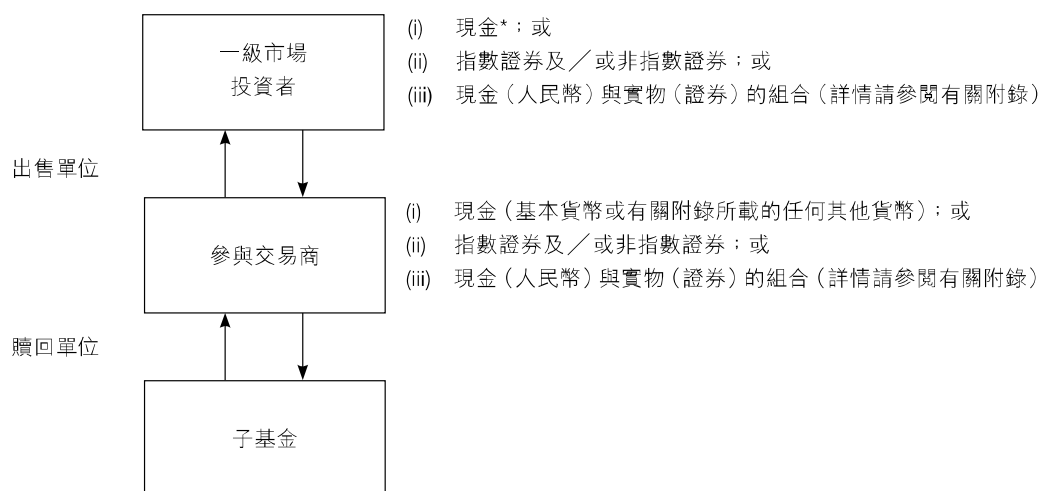 一級市場
投資者
(i) 現金*；或
(ii) 指數證券及／或非指數證券；或
(iii) 現金（人民幣）與實物（證券）的組合（詳情請參閱有關附錄）
出售單位
參與交易商
(i) 現金（基本貨幣或有關附錄所載的任何其他貨幣）；或
(ii) 指數證券及／或非指數證券；或
(iii) 現金（人民幣）與實物（證券）的組合（詳情請參閱有關附錄）
贖回單位
子基金